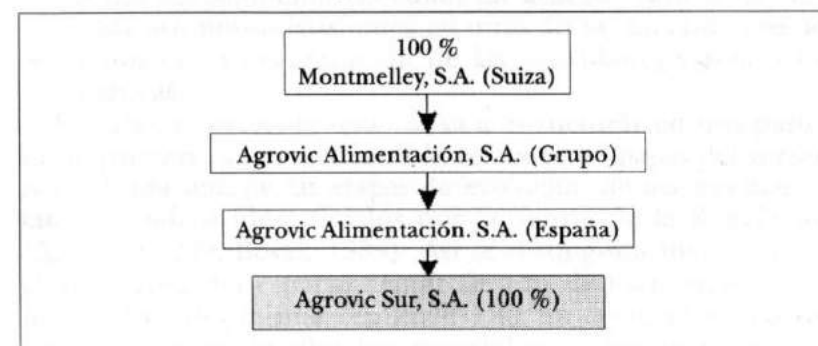 100 %
Montmelley, S.A. (Suiza)
Agrovic Alimentación, S.A. (Grupo)
Agrovic Alimentación. S.A. (España)
Agrovic Sur, S.A. (100 %)